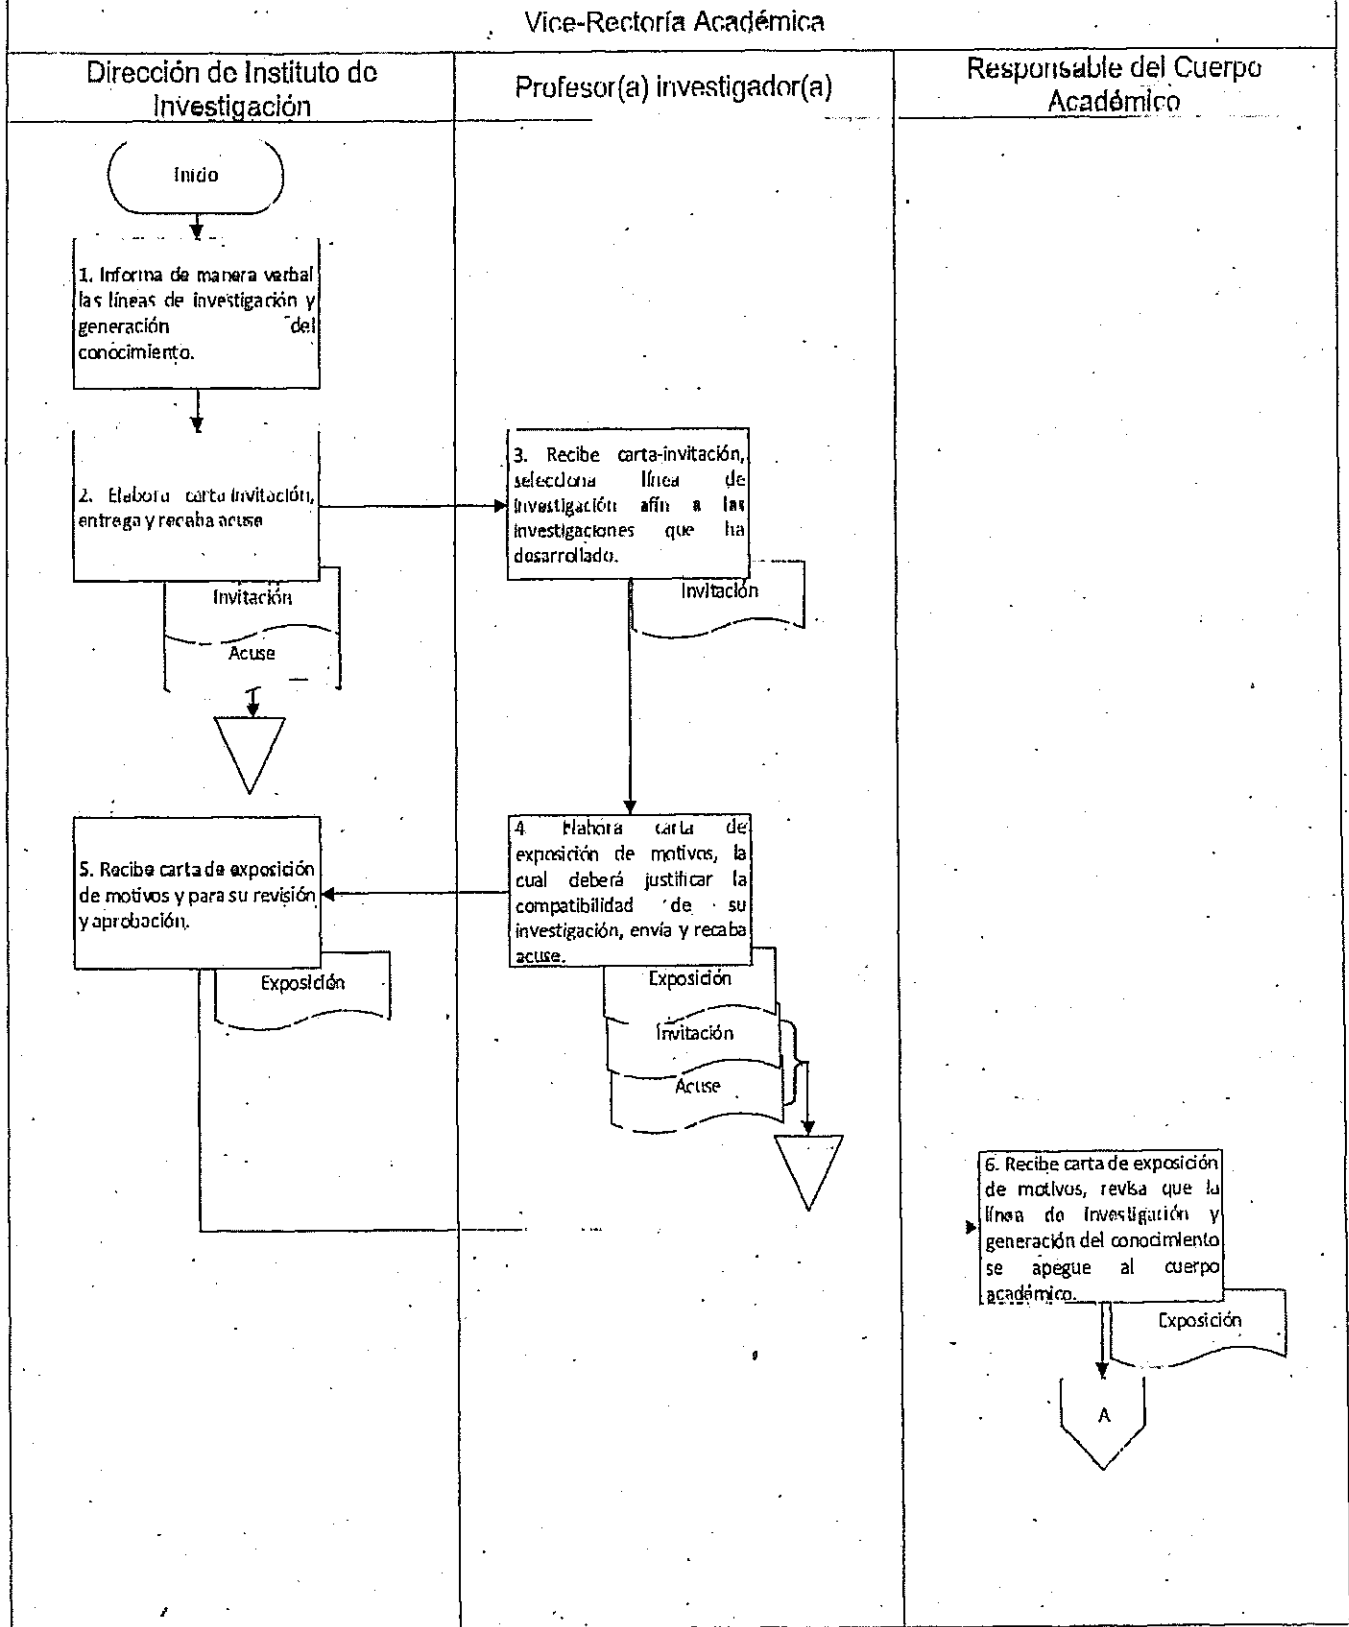 Vice-Rectoría Académica
Dirección de Instituto de
Investigación
Profesor(a) investigador(a)
Responsable del Cuerpo
Académico
Inicio
1. Informa de manera verbal
las líneas de investigación y
generación del
conocimiento.
2. Elabora carta invitación,
entrega y recaba acuse
Invitación
Acuse
3. Recibe carta-invitación,
selecciona línea de
investigación afín a las
investigaciones que ha
desarrollado.
Invitación
4 Elabora carta de
exposición de motivos, la
cual deberá justificar la
compatibilidad de su
investigación, envía y recaba
acuse.
Exposición
Invitación
Acuse
5. Recibe carta de exposición
de motivos y para su revisión
y aprobación.
Exposición
6. Recibe carta de exposición
de motivos, revisa que la
línea de investigación y
generación del conocimiento
se apegue al cuerpo
académico.
Exposición
A